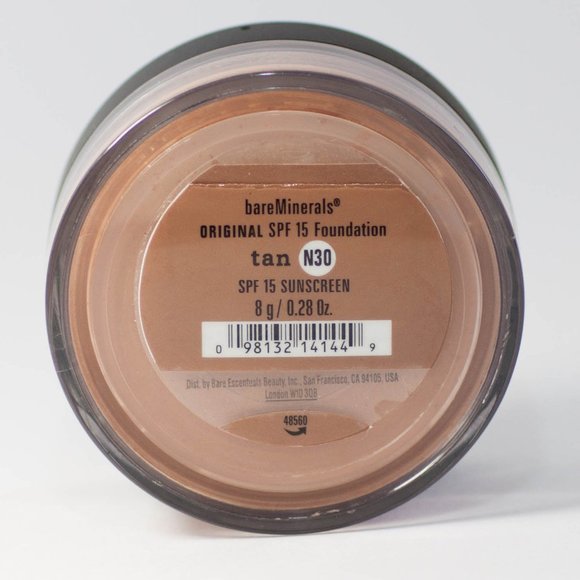 bareMinerals®
ORIGINAL SPF 15 Foundation
tan N30
SPF 15 SUNSCREEN
8 g / 0.28 Oz.
0 98132 14144 9
Dist. by Bare Escentuals Beauty, Inc., San Francisco, CA 94105, USA
London W1D 3QB
48560